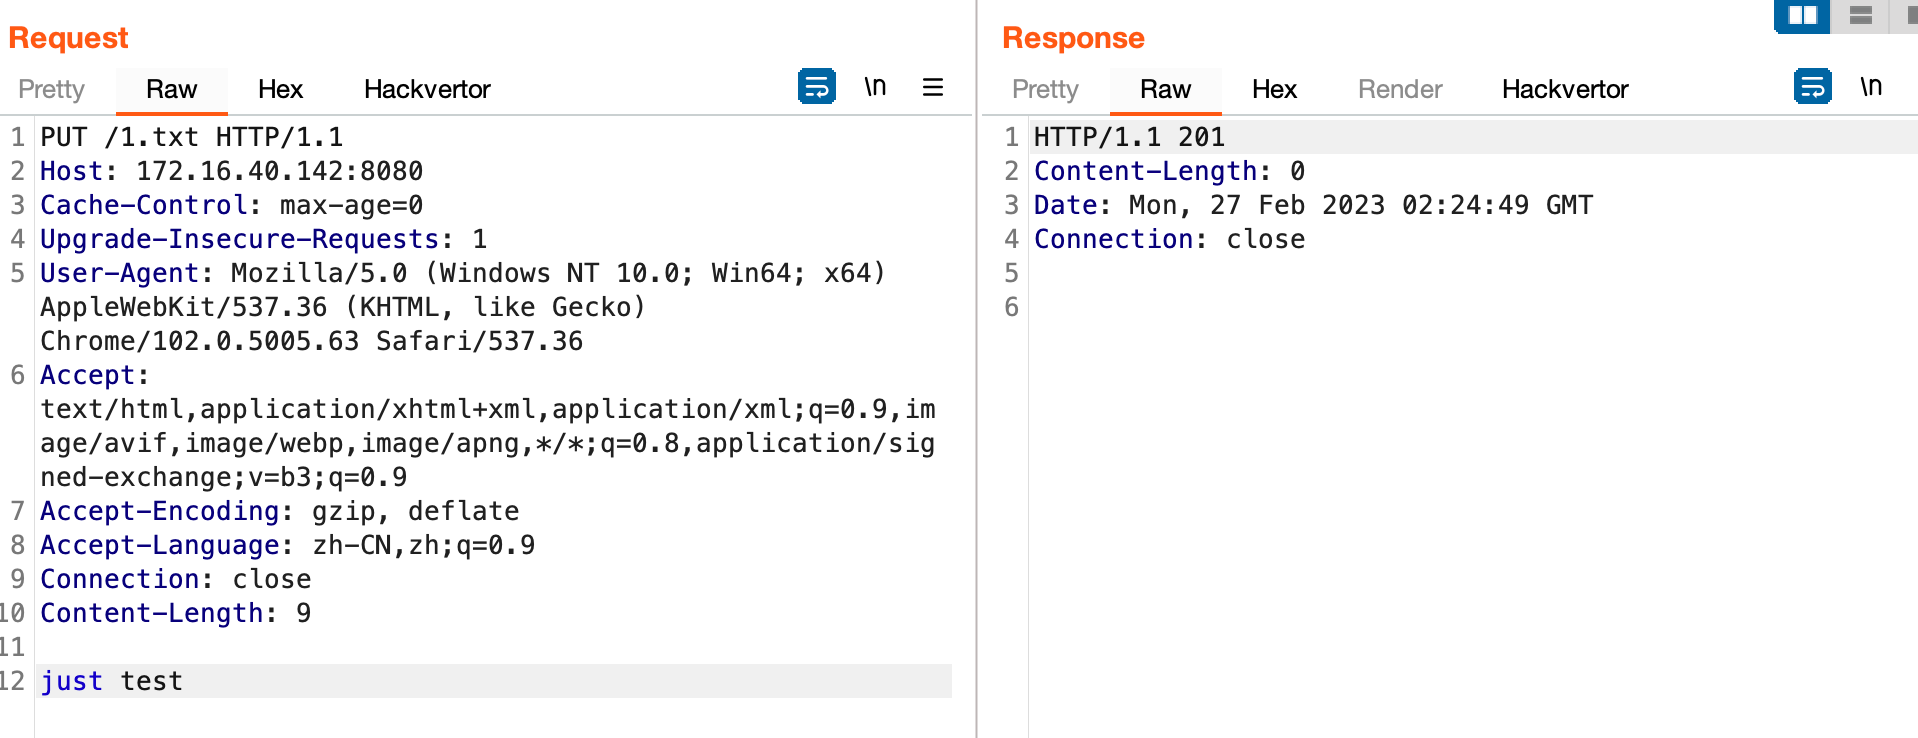 Request
Pretty Raw Hex Hackvertor \n
1 PUT /1.txt HTTP/1.1
2 Host: 172.16.40.142:8080
3 Cache-Control: max-age=0
4 Upgrade-Insecure-Requests: 1
5 User-Agent: Mozilla/5.0 (Windows NT 10.0; Win64; x64)
AppleWebKit/537.36 (KHTML, like Gecko)
Chrome/102.0.5005.63 Safari/537.36
6 Accept:
text/html,application/xhtml+xml,application/xml;q=0.9,im
age/avif,image/webp,image/apng,*/*;q=0.8,application/sig
ned-exchange;v=b3;q=0.9
7 Accept-Encoding: gzip, deflate
8 Accept-Language: zh-CN,zh;q=0.9
9 Connection: close
10 Content-Length: 9
11
12 just test
Response
Pretty Raw Hex Render Hackvertor \n
1 HTTP/1.1 201
2 Content-Length: 0
3 Date: Mon, 27 Feb 2023 02:24:49 GMT
4 Connection: close
5
6